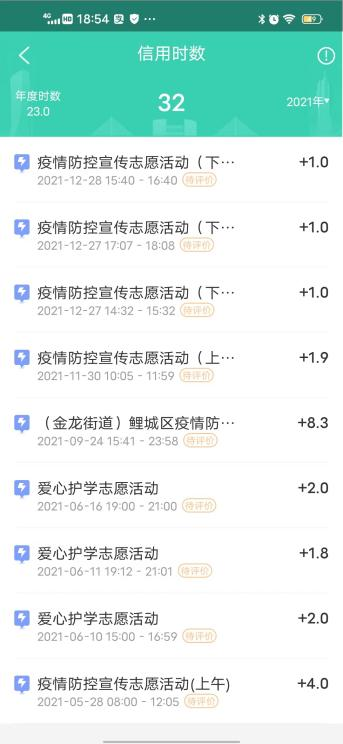 4G HD 18:54
信用时数
年度时数
23.0
32
2021年
疫情防控宣传志愿活动（下…
+1.0
2021-12-28 15:40 - 16:40 待评价
疫情防控宣传志愿活动（下…
+1.0
2021-12-27 17:07 - 18:08 待评价
疫情防控宣传志愿活动（下…
+1.0
2021-12-27 14:32 - 15:32 待评价
疫情防控宣传志愿活动（上…
+1.9
2021-11-30 10:05 - 11:59 待评价
（金龙街道）鲤城区疫情防…
+8.3
2021-09-24 15:41 - 23:58 待评价
爱心护学志愿活动
+2.0
2021-06-16 19:00 - 21:00 待评价
爱心护学志愿活动
+1.8
2021-06-11 19:12 - 21:01 待评价
爱心护学志愿活动
+2.0
2021-06-10 15:00 - 16:59 待评价
疫情防控宣传志愿活动(上午)
+4.0
2021-05-28 08:00 - 12:05 待评价